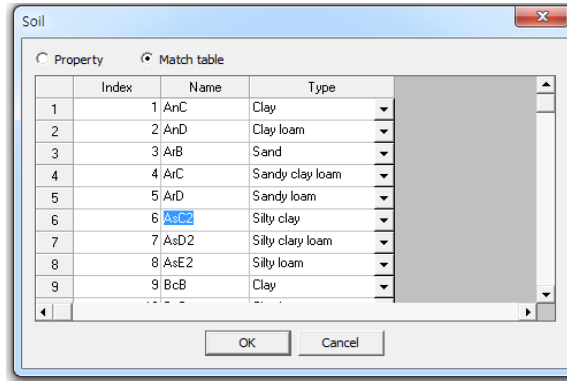 Soil
Property Match table
Index Name Type
1 1 AnC Clay
2 2 AnD Clay loam
3 3 ArB Sand
4 4 ArC Sandy clay loam
5 5 ArD Sandy loam
6 6 AsC2 Silty clay
7 7 AsD2 Silty clary loam
8 8 AsE2 Silty loam
9 9 BcB Clay
OK Cancel